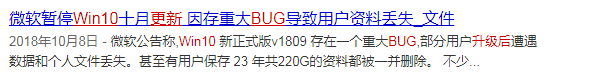 微软暂停Win10十月更新 因存重大BUG导致用户资料丢失_文件
2018年10月8日 - 微软公告称,Win10 新正式版v1809 存在一个重大BUG,部分用户升级后遭遇
数据和个人文件丢失。甚至有用户保存 23 年共220G的资料都被一并删除。 不少...